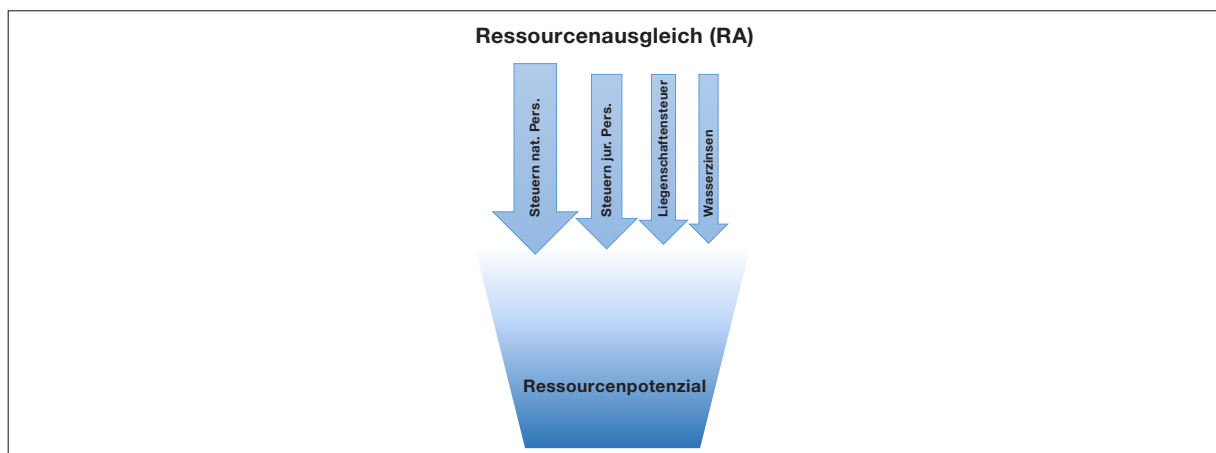 Ressourcenausgleich (RA)
Steuern nat. Pers.
Steuern jur. Pers.
Liegenschaftensteuer
Wasserzinsen
Ressourcenpotenzial